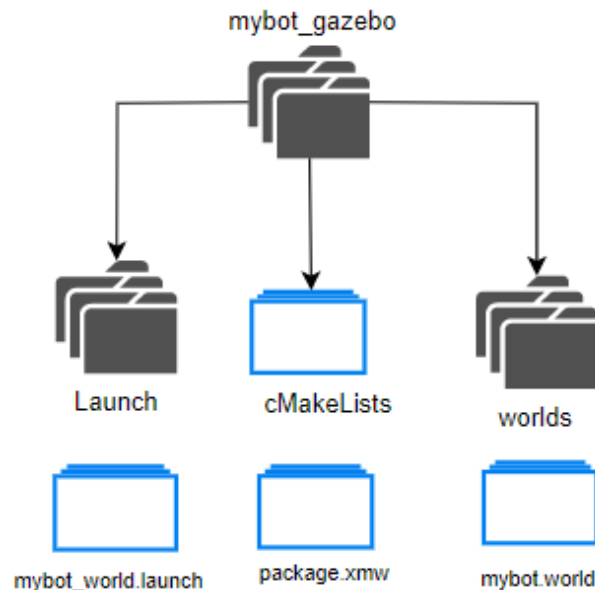 mybot_gazebo
Launch
cMakeLists
worlds
mybot_world.launch
package.xmw
mybot.world